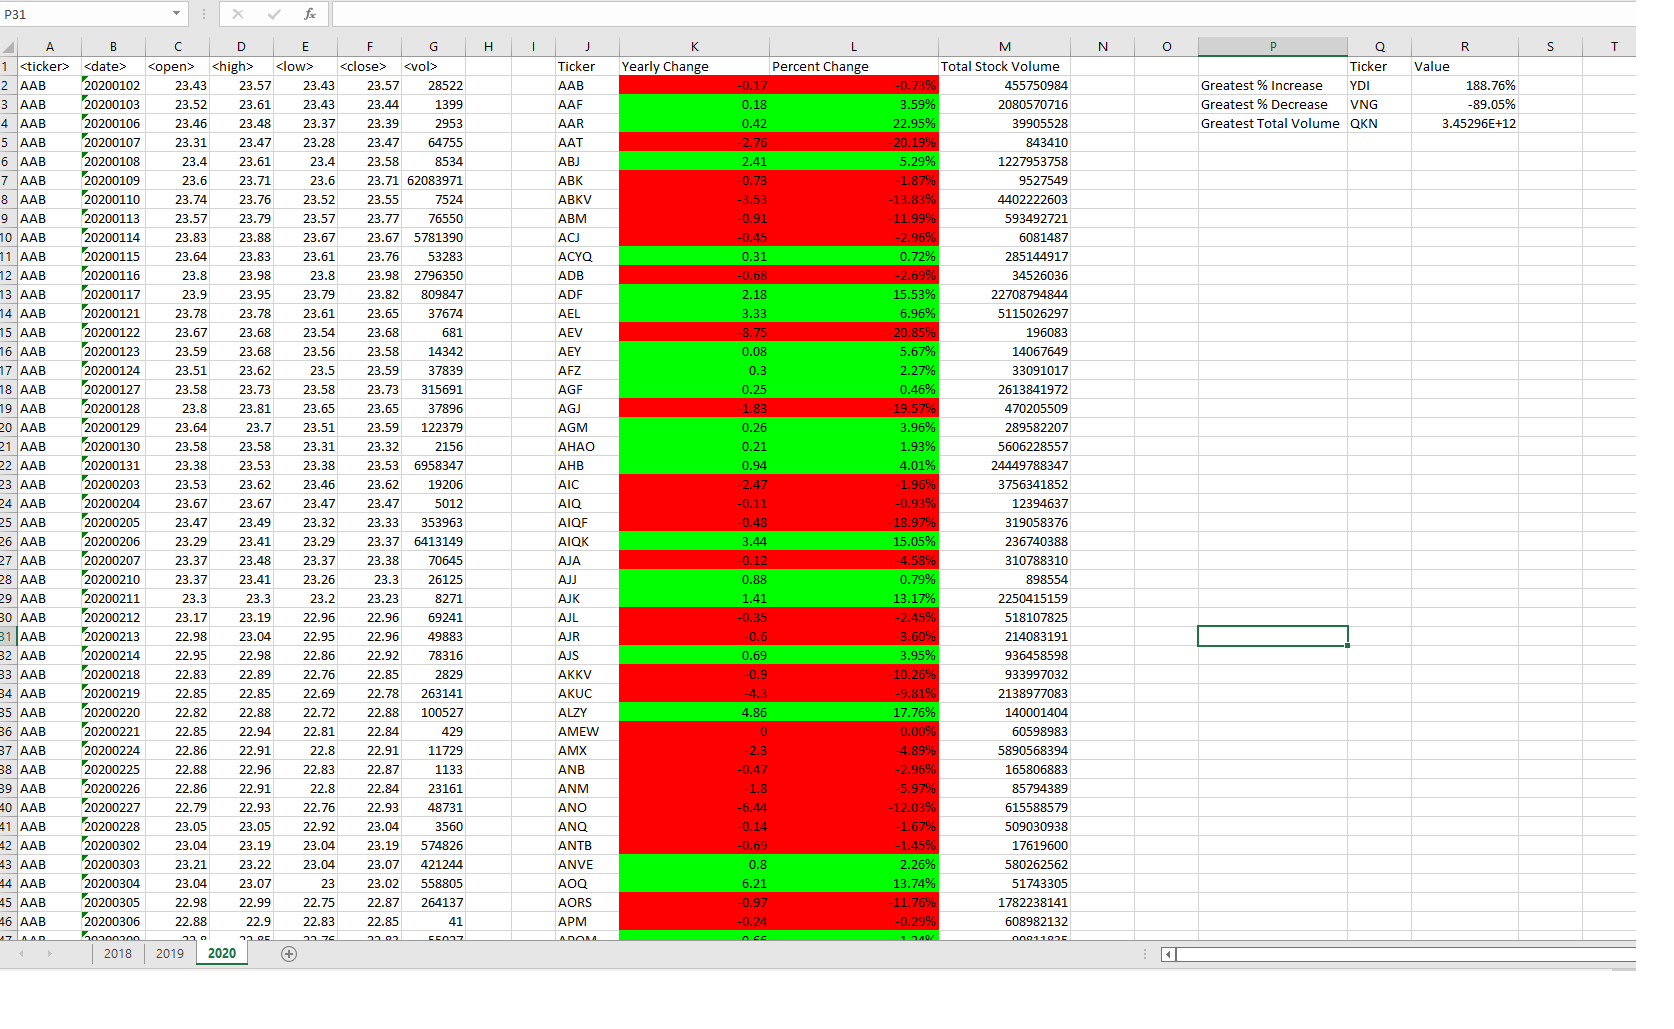 P31 fx
A B C D E F G H I J K L M N O P Q R S T
1 <ticker> <date> <open> <high> <low> <close> <vol> Ticker Yearly Change Percent Change Total Stock Volume Ticker Value
2 AAB 20200102 23.43 23.57 23.43 23.57 28522 AAB -0.17 -0.73% 455750984 Greatest % Increase YDI 188.76%
3 AAB 20200103 23.52 23.61 23.43 23.44 1399 AAF 0.18 3.59% 2080570716 Greatest % Decrease VNG -89.05%
4 AAB 20200106 23.46 23.48 23.37 23.39 2953 AAR 0.42 22.95% 39905528 Greatest Total Volume QKN 3.45296E+12
5 AAB 20200107 23.31 23.47 23.28 23.47 64755 AAT -2.76 -20.19% 843410
6 AAB 20200108 23.4 23.61 23.4 23.58 8534 ABJ 2.41 5.29% 1227953758
7 AAB 20200109 23.6 23.71 23.6 23.71 62083971 ABK -0.73 -1.87% 9527549
8 AAB 20200110 23.74 23.76 23.52 23.55 7524 ABKV -3.53 -13.83% 4402222603
9 AAB 20200113 23.57 23.79 23.57 23.77 76550 ABM -0.91 -11.99% 593492721
10 AAB 20200114 23.83 23.88 23.67 23.67 5781390 ACJ -0.45 -2.96% 6081487
11 AAB 20200115 23.64 23.83 23.61 23.76 53283 ACYQ 0.31 0.72% 285144917
12 AAB 20200116 23.8 23.98 23.8 23.98 2796350 ADB -0.68 -2.69% 34526036
13 AAB 20200117 23.9 23.95 23.79 23.82 809847 ADF 2.18 15.53% 22708794844
14 AAB 20200121 23.78 23.78 23.61 23.65 37674 AEL 3.33 6.96% 5115026297
15 AAB 20200122 23.67 23.68 23.54 23.68 681 AEV -8.75 -20.85% 196083
16 AAB 20200123 23.59 23.68 23.56 23.58 14342 AEY 0.08 5.67% 14067649
17 AAB 20200124 23.51 23.62 23.5 23.59 37839 AFZ 0.3 2.27% 33091017
18 AAB 20200127 23.58 23.73 23.58 23.73 315691 AGF 0.25 0.46% 2613841972
19 AAB 20200128 23.8 23.81 23.65 23.65 37896 AGJ -1.83 -19.57% 470205509
20 AAB 20200129 23.64 23.7 23.51 23.59 122379 AGM 0.26 3.96% 289582207
21 AAB 20200130 23.58 23.58 23.31 23.32 2156 AHAO 0.21 1.93% 5606228557
22 AAB 20200131 23.38 23.53 23.38 23.53 6958347 AHB 0.94 4.01% 24449788347
23 AAB 20200203 23.53 23.62 23.46 23.62 19206 AIC -2.47 -1.96% 3756341852
24 AAB 20200204 23.67 23.67 23.47 23.47 5012 AIQ -0.11 -0.93% 12394637
25 AAB 20200205 23.47 23.49 23.32 23.33 353963 AIQF -0.48 -18.97% 319058376
26 AAB 20200206 23.29 23.41 23.29 23.37 6413149 AIQK 3.44 15.05% 236740388
27 AAB 20200207 23.37 23.48 23.37 23.38 70645 AJA -0.12 -4.58% 310788310
28 AAB 20200210 23.37 23.41 23.26 23.3 26125 AJJ 0.88 0.79% 898554
29 AAB 20200211 23.3 23.3 23.2 23.23 8271 AJK 1.41 13.17% 2250415159
30 AAB 20200212 23.17 23.19 22.96 22.96 69241 AJL -0.35 -2.45% 518107825
31 AAB 20200213 22.98 23.04 22.95 22.96 49883 AJR -0.6 -3.60% 214083191
32 AAB 20200214 22.95 22.98 22.86 22.92 78316 AJS 0.69 3.95% 936458598
33 AAB 20200218 22.83 22.89 22.76 22.85 2829 AKKV -0.9 -10.26% 933997032
34 AAB 20200219 22.85 22.85 22.69 22.78 263141 AKUC -4.3 -9.81% 2138977083
35 AAB 20200220 22.82 22.88 22.72 22.88 100527 ALZY 4.86 17.76% 140001404
36 AAB 20200221 22.85 22.94 22.81 22.84 429 AMEW 0 0.00% 60598983
37 AAB 20200224 22.86 22.91 22.8 22.91 11729 AMX -2.3 -4.89% 5890568394
38 AAB 20200225 22.88 22.96 22.83 22.87 1133 ANB -0.47 -2.96% 165806883
39 AAB 20200226 22.86 22.91 22.8 22.84 23161 ANM -1.8 -5.97% 85794389
40 AAB 20200227 22.79 22.93 22.76 22.93 48731 ANO -6.44 -12.03% 615588579
41 AAB 20200228 23.05 23.05 22.92 23.04 3560 ANQ -0.14 -1.67% 509030938
42 AAB 20200302 23.04 23.19 23.04 23.19 574826 ANTB -0.69 -1.45% 17619600
43 AAB 20200303 23.21 23.22 23.04 23.07 421244 ANVE 0.8 2.26% 580262562
44 AAB 20200304 23.04 23.07 23 23.02 558805 AOQ 6.21 13.74% 51743305
45 AAB 20200305 22.98 22.99 22.75 22.87 264137 AORS -0.97 -11.76% 1782238141
46 AAB 20200306 22.88 22.9 22.83 22.85 41 APM -0.24 -0.29% 608982132
2018 2019 2020